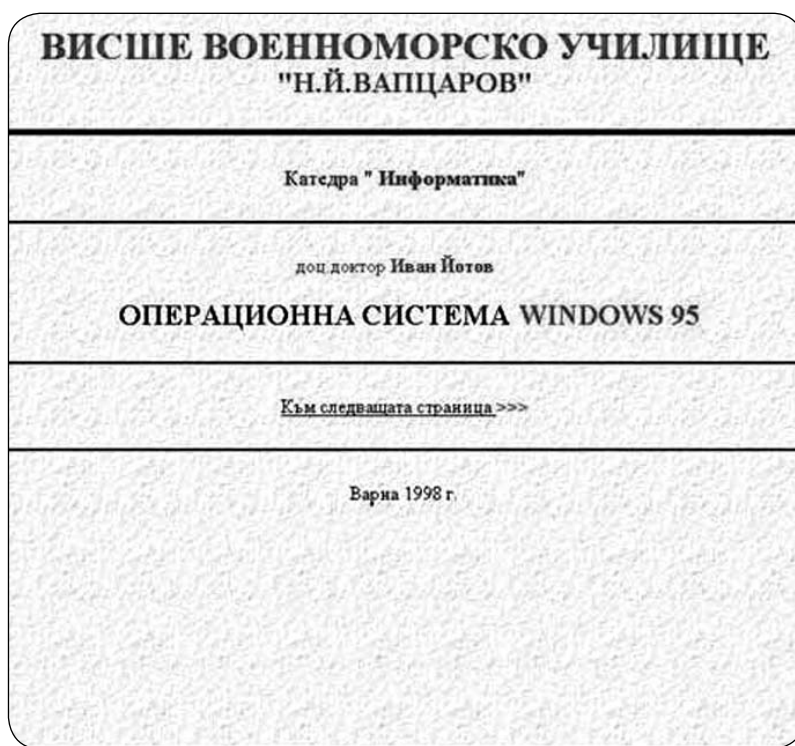 ВИСШЕ ВОЕННОМОРСКО УЧИЛИЩЕ
"Н.Й.ВАПЦАРОВ"
Катедра " Информатика"
доц.доктор Иван Йотов
ОПЕРАЦИОННА СИСТЕМА WINDOWS 95
Към следващата страница >>>
Варна 1998 г.